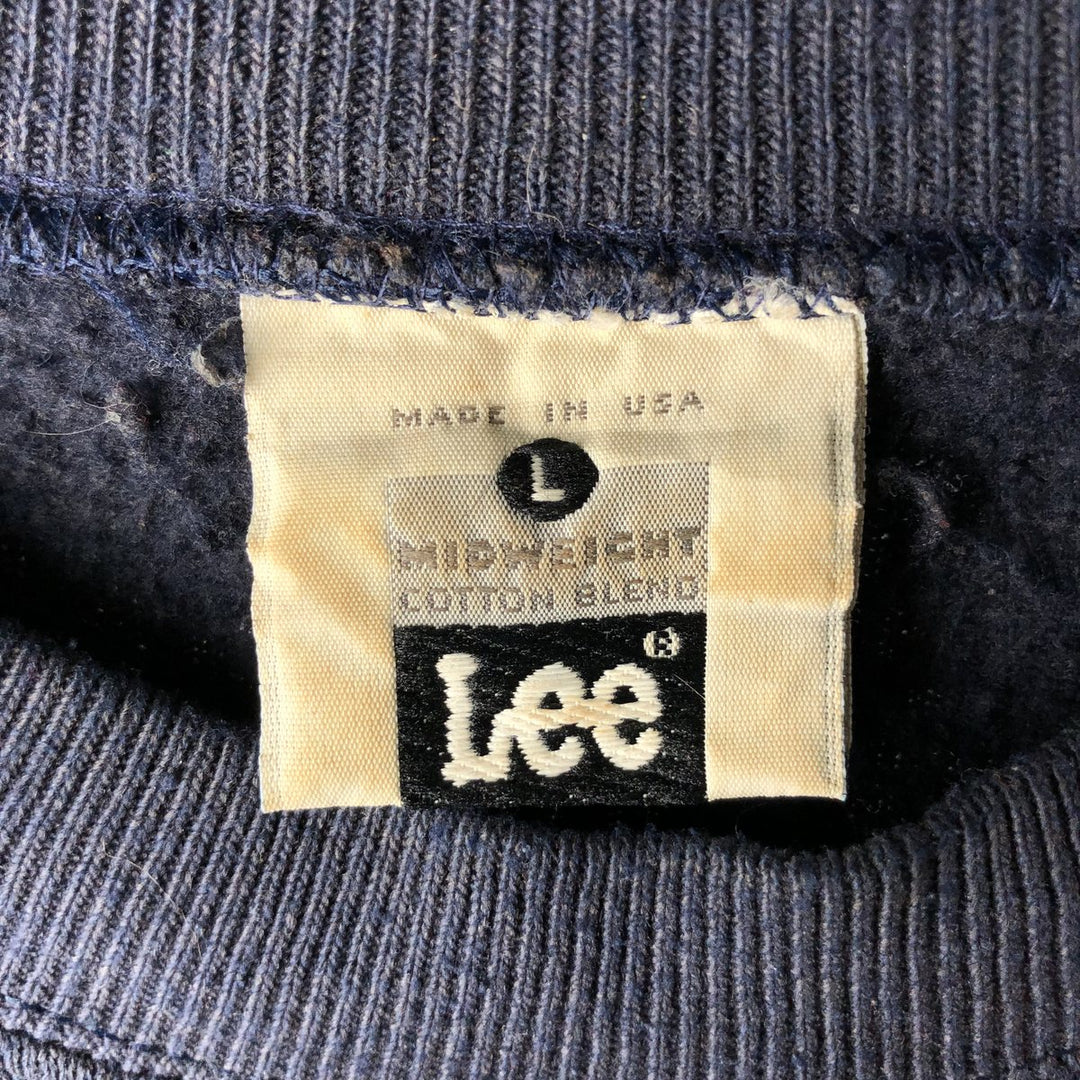 MADE IN USA
L
MIDWEIGHT
COTTON BLEND
Lee®